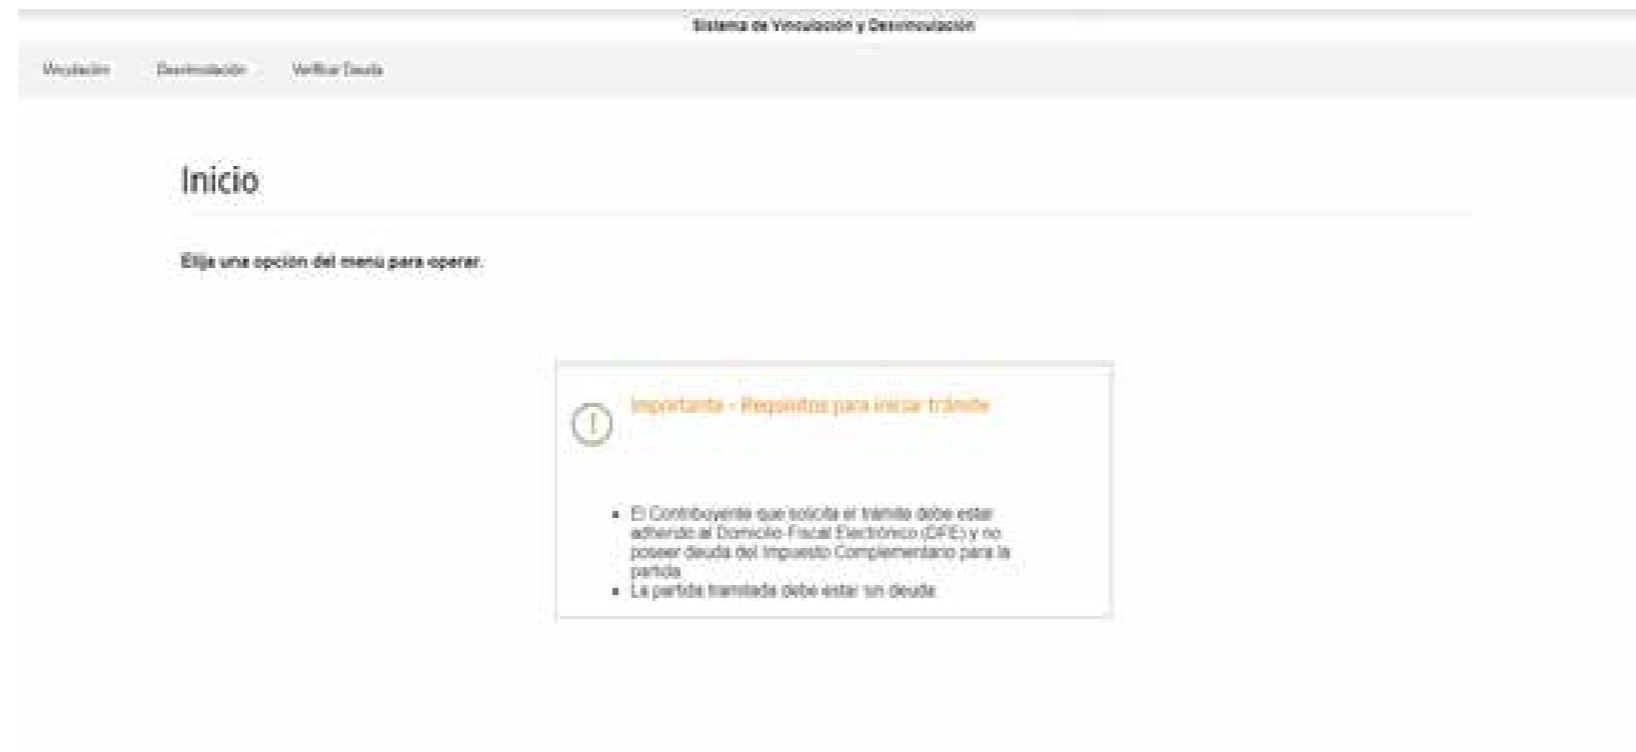 Sistema de Vinculación y Desvinculación
Vinculación Desvinculación Verificar Deuda
Inicio
Elija una opción del menú para operar.
Importante - Requisitos para iniciar trámite
• El Contribuyente que solicita el trámite debe estar
adherido al Domicilio Fiscal Electrónico (DFE) y no
poseer deuda del Impuesto Complementario para la
partida
• La partida tramitada debe estar sin deuda